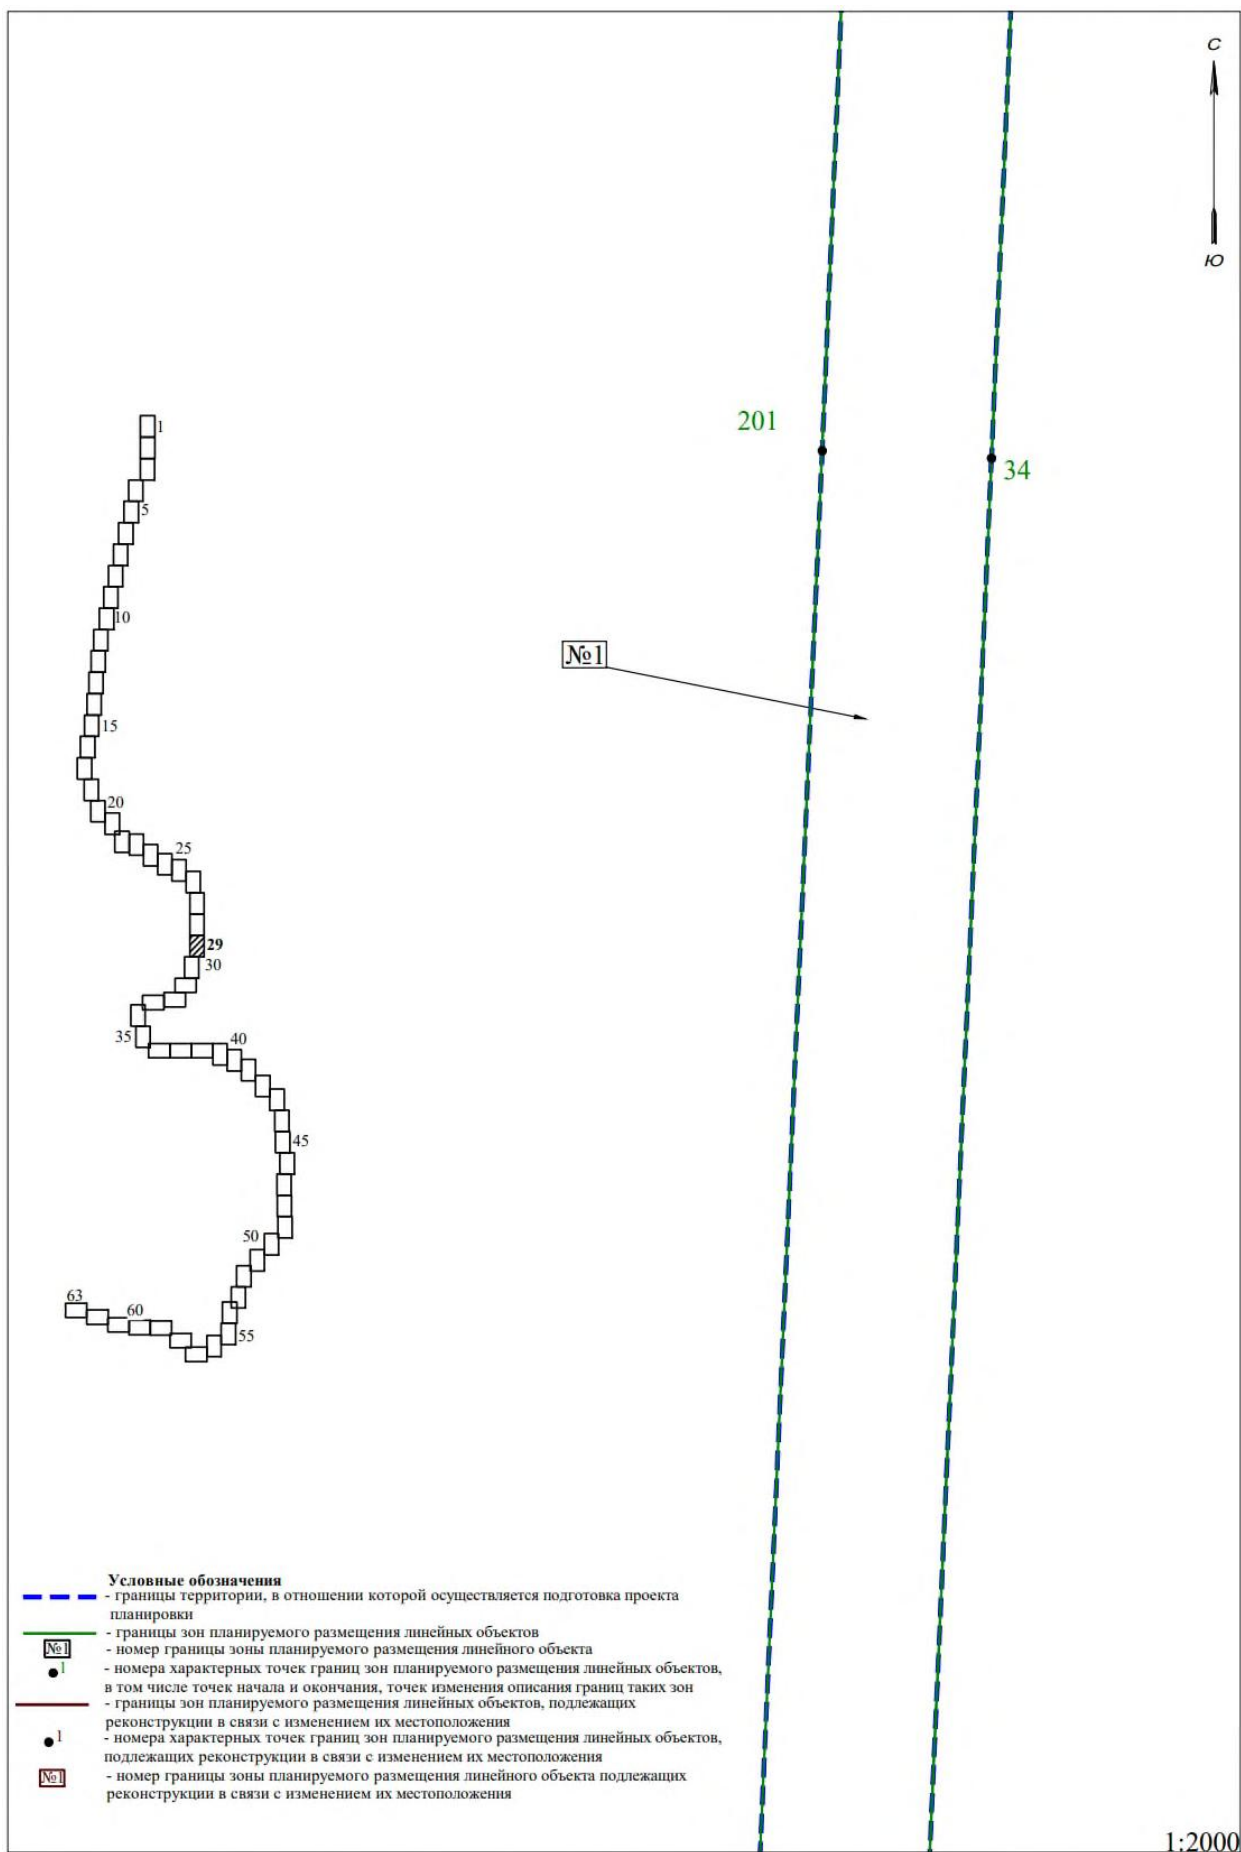 С
Ю
201
34
№1
1
5
10
15
20
25
29
30
35
40
45
50
55
60
63
Условные обозначения
- границы территории, в отношении которой осуществляется подготовка проекта
планировки
- границы зон планируемого размещения линейных объектов
№1 - номер границы зоны планируемого размещения линейного объекта
1 - номера характерных точек границ зон планируемого размещения линейных объектов,
в том числе точек начала и окончания, точек изменения описания границ таких зон
- границы зон планируемого размещения линейных объектов, подлежащих
реконструкции в связи с изменением их местоположения
1 - номера характерных точек границ зон планируемого размещения линейных объектов,
подлежащих реконструкции в связи с изменением их местоположения
№1 - номер границы зоны планируемого размещения линейного объекта подлежащих
реконструкции в связи с изменением их местоположения
1:2000